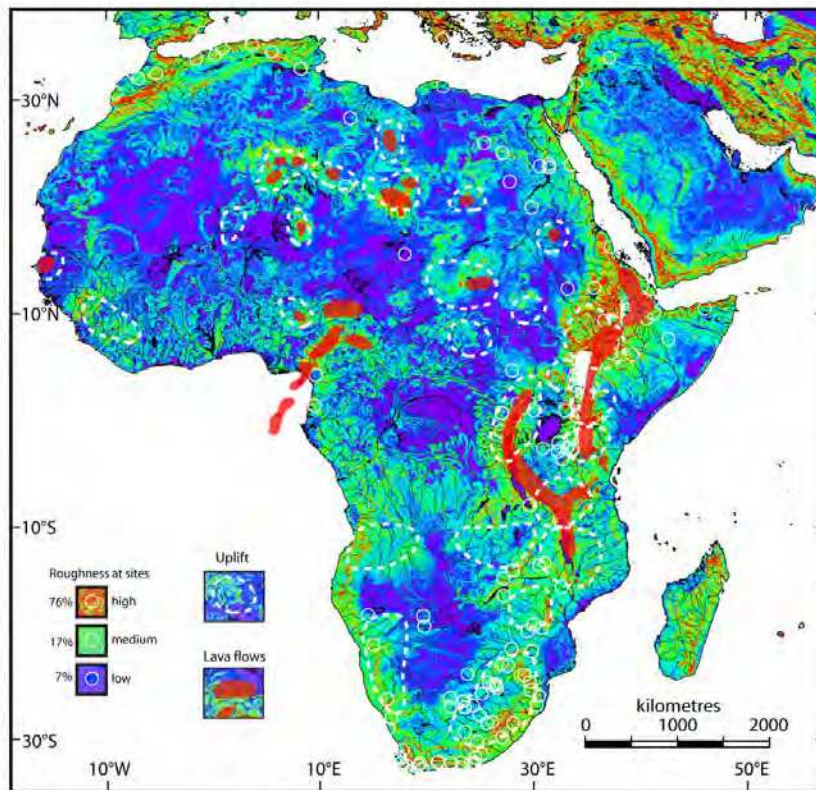 30°N
10°N
10°S
30°S
10°W
10°E
30°E
50°E
Roughness at sites
76% high
17% medium
7% low
Uplift
Lava flows
kilometres
0 1000 2000